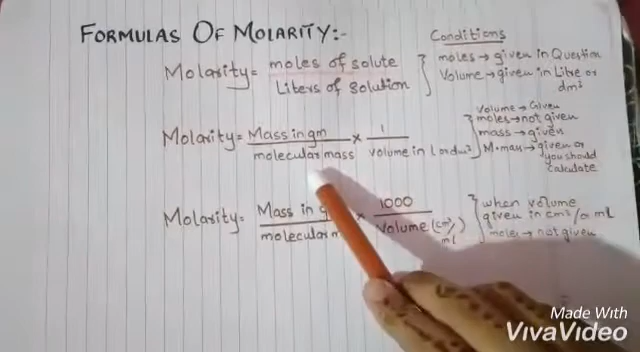 FORMULAS OF MOLARITY:-
Conditions
Molarity = moles of solute
Liters of solution
moles → given in Question
Volume → given in Litre or
dm³
Molarity = Mass in gm × 1
molecular mass volume in L or dm³
Volume → Given
moles → not given
mass → given
M.mass → given or
you should
calculate
Molarity = Mass in × 1000
molecular Volume (cm³/
ml)
when volume
given in cm³/or ml
moles → not given
Made With
VivaVideo